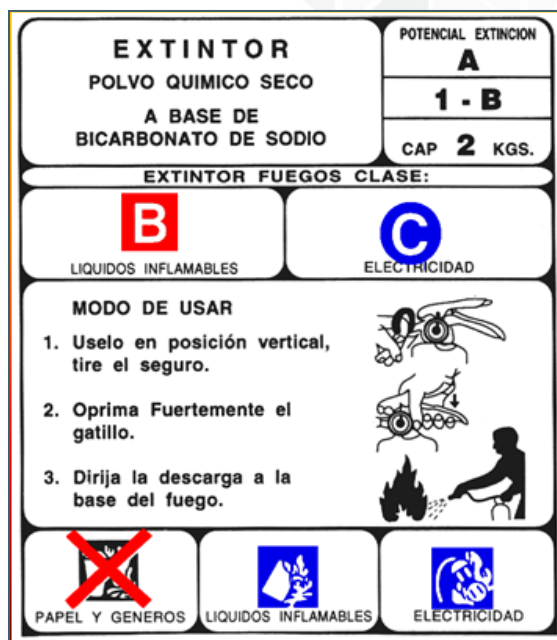 EXTINTOR
POLVO QUIMICO SECO
A BASE DE
BICARBONATO DE SODIO
POTENCIAL EXTINCION
A
1 - B
CAP 2 KGS.
EXTINTOR FUEGOS CLASE:
B
LIQUIDOS INFLAMABLES
C
ELECTRICIDAD
MODO DE USAR
1. Uselo en posición vertical,
tire el seguro.
2. Oprima Fuertemente el
gatillo.
3. Dirija la descarga a la
base del fuego.
PAPEL Y GENEROS
LIQUIDOS INFLAMABLES
ELECTRICIDAD